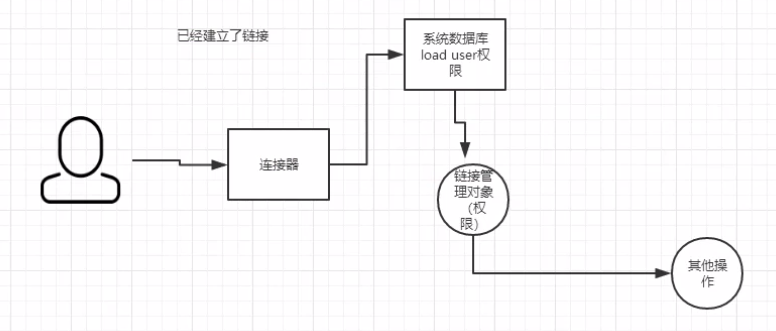 已经建立了链接
系统数据库
load user权
限
连接器
链接管
理对象
（权
限）
其他操
作